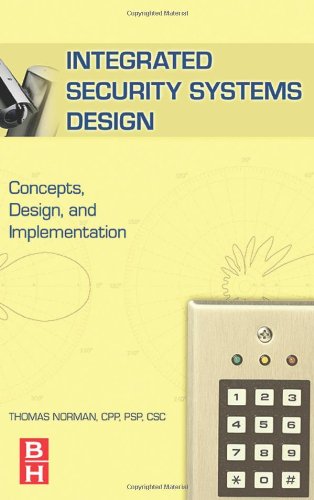 INTEGRATED
SECURITY SYSTEMS
DESIGN
Concepts,
Design, and
Implementation
THOMAS NORMAN, CPP, PSP, CSC
1 2 3
4 5 6
7 8 9
* 0 #
B
H